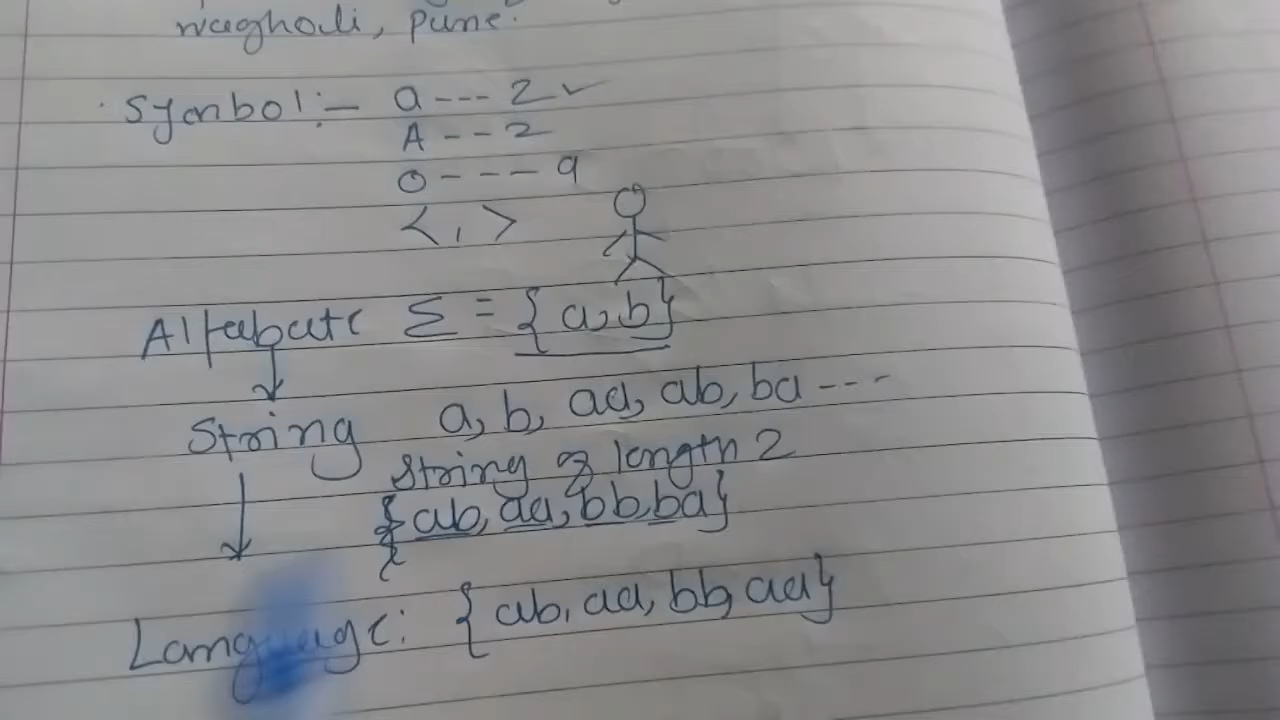 waghodi, pune.
Symbol:- a --- z ✓
A -- z
0 ---- 9
<, >
Alfabate Σ = {a,b}
String a, b, aa, ab, ba ---
String of length 2
{ab, aa, bb, ba}
Language: {ab, aa, bb, aa}